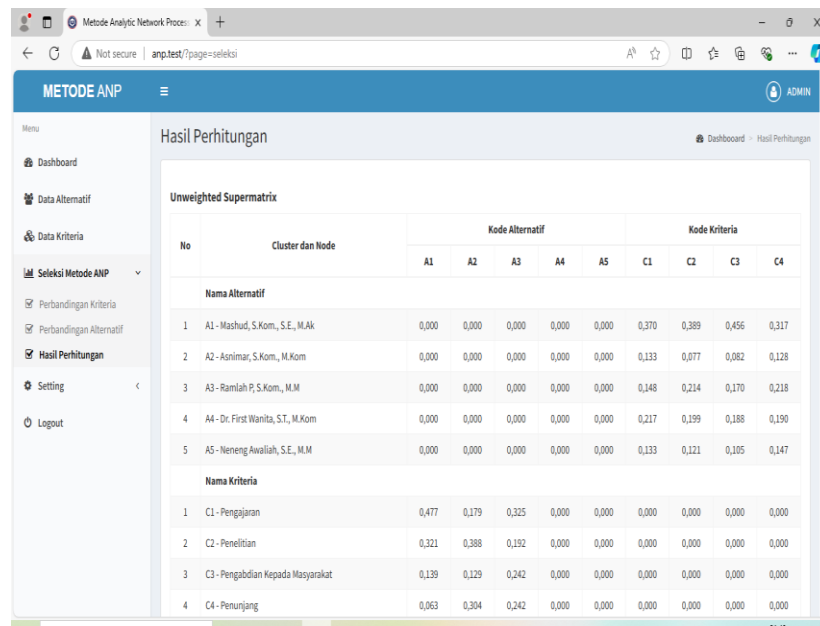 Metode Analytic Network Proces: X +
Not secure | anp.test/?page=seleksi
METODE ANP
ADMIN
Menu
Dashboard
Data Alternatif
Data Kriteria
Seleksi Metode ANP
Perbandingan Kriteria
Perbandingan Alternatif
Hasil Perhitungan
Setting
Logout
Hasil Perhitungan
Dashbooard > Hasil Perhitungan
Unweighted Supermatrix
No Cluster dan Node Kode Alternatif Kode Kriteria
A1 A2 A3 A4 A5 C1 C2 C3 C4
Nama Alternatif
1 A1 - Mashud, S.Kom., S.E., M.Ak 0,000 0,000 0,000 0,000 0,000 0,370 0,389 0,456 0,317
2 A2 - Asnimar, S.Kom., M.Kom 0,000 0,000 0,000 0,000 0,000 0,133 0,077 0,082 0,128
3 A3 - Ramlah P, S.Kom., M.M 0,000 0,000 0,000 0,000 0,000 0,148 0,214 0,170 0,218
4 A4 - Dr. First Wanita, S.T., M.Kom 0,000 0,000 0,000 0,000 0,000 0,217 0,199 0,188 0,190
5 A5 - Neneng Awaliah, S.E., M.M 0,000 0,000 0,000 0,000 0,000 0,133 0,121 0,105 0,147
Nama Kriteria
1 C1 - Pengajaran 0,477 0,179 0,325 0,000 0,000 0,000 0,000 0,000 0,000
2 C2 - Penelitian 0,321 0,388 0,192 0,000 0,000 0,000 0,000 0,000 0,000
3 C3 - Pengabdian Kepada Masyarakat 0,139 0,129 0,242 0,000 0,000 0,000 0,000 0,000 0,000
4 C4 - Penunjang 0,063 0,304 0,242 0,000 0,000 0,000 0,000 0,000 0,000